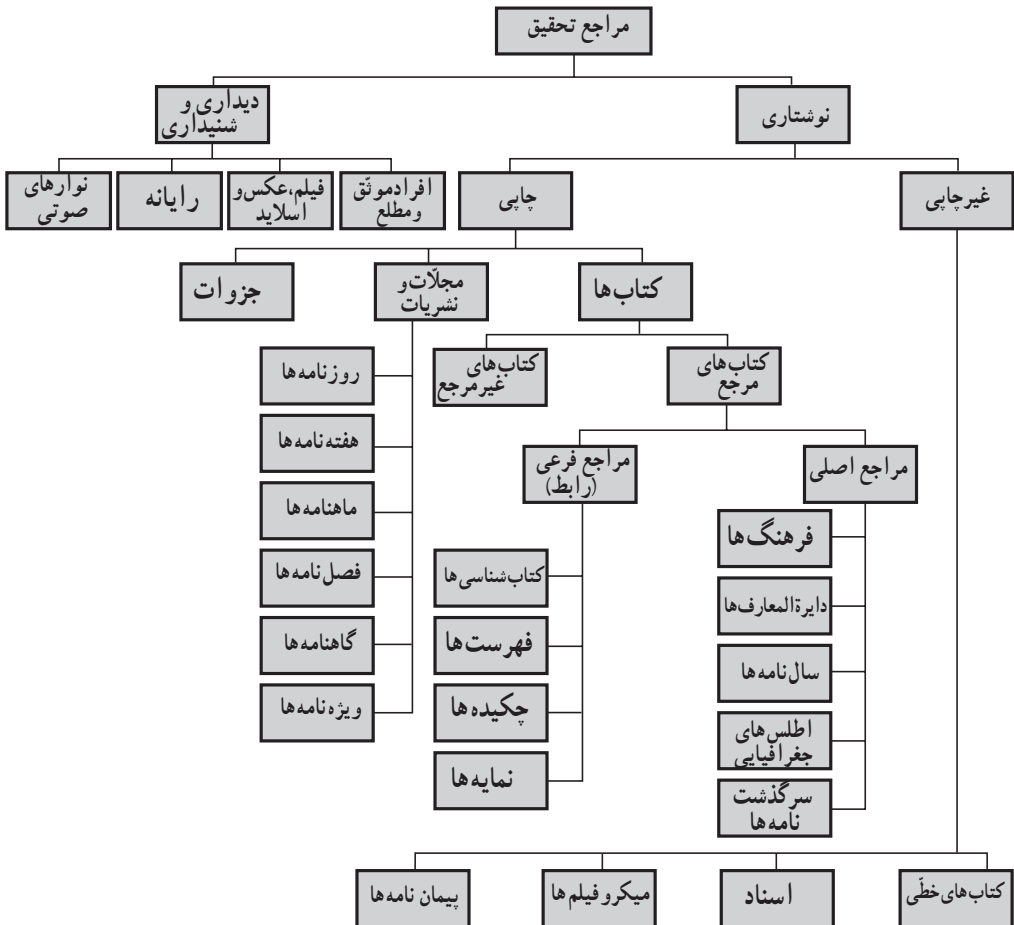 مراجع تحقیق
نوشتاری
دیداری و
شنیداری
غیرچاپی
چاپی
افراد موثّق
و مطلع
فیلم، عکس و
اسلاید
رایانه
نوارهای
صوتی
کتاب‌ها
مجلّات و
نشریات
جزوات
کتاب‌های
مرجع
کتاب‌های
غیرمرجع
مراجع اصلی
مراجع فرعی
(رابط)
فرهنگ‌ها
دایرة‌المعارف‌ها
سال‌نامه‌ها
اطلس‌های
جغرافیایی
سرگذشت
نامه‌ها
کتاب‌شناسی‌ها
فهرست‌ها
چکیده‌ها
نمایه‌ها
روزنامه‌ها
هفته‌نامه‌ها
ماهنامه‌ها
فصل‌نامه‌ها
گاهنامه‌ها
ویژه‌نامه‌ها
کتاب‌های خطّی
اسناد
میکروفیلم‌ها
پیمان نامه‌ها